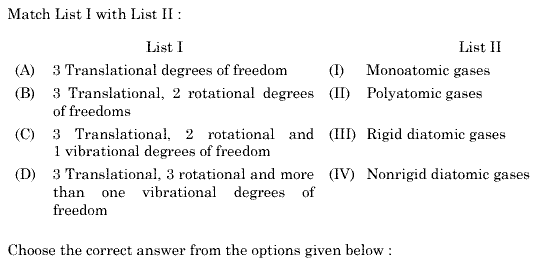 Match List I with List II :
List I List II
(A) 3 Translational degrees of freedom (I) Monoatomic gases
(B) 3 Translational, 2 rotational degrees (II) Polyatomic gases
of freedoms
(C) 3 Translational, 2 rotational and (III) Rigid diatomic gases
1 vibrational degrees of freedom
(D) 3 Translational, 3 rotational and more (IV) Nonrigid diatomic gases
than one vibrational degrees of
freedom
Choose the correct answer from the options given below :